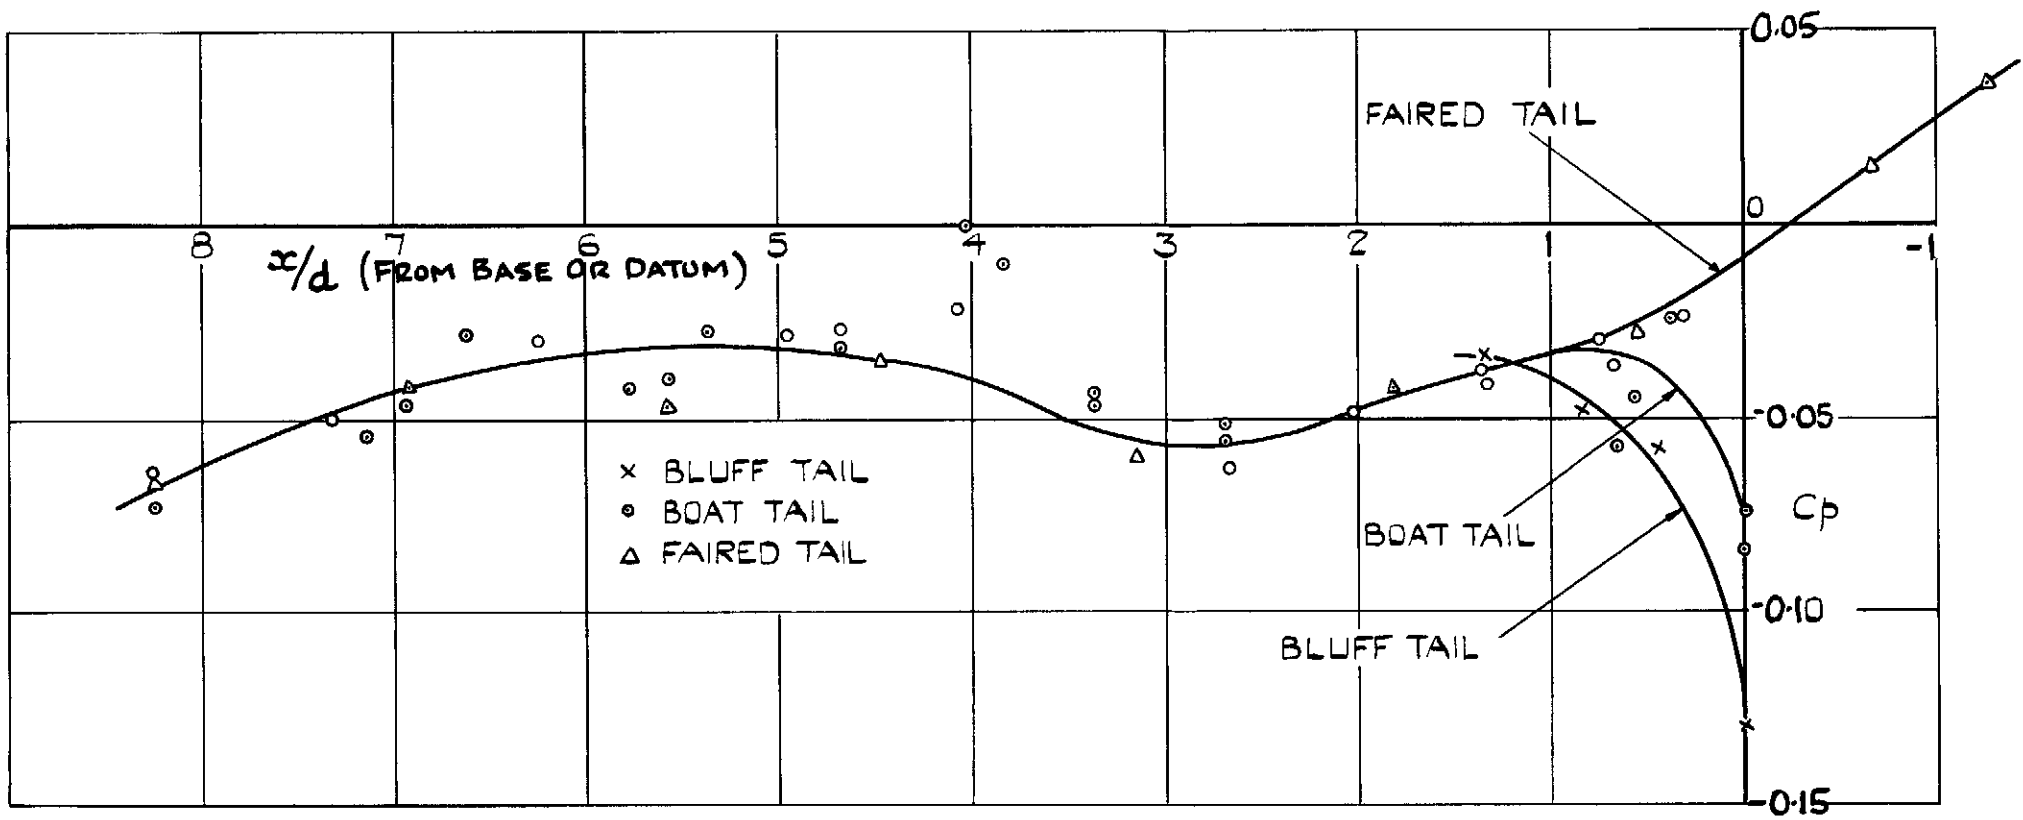 0.05
FAIRED TAIL
0
8 7 6 5 4 3 2 1 -1
x/d (FROM BASE OR DATUM)
-0.05
× BLUFF TAIL
⊙ BOAT TAIL
△ FAIRED TAIL
Cp
BOAT TAIL
-0.10
BLUFF TAIL
-0.15